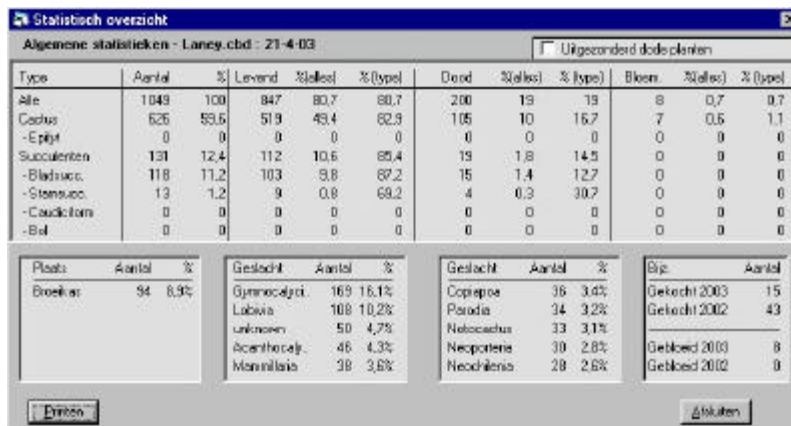 Statistisch overzicht
Algemene statistieken - Laney.cbd : 21-4-03
Uitgezonderd dode planten
Type Aantal % Levend %(alles) % (type) Dood %(alles) % (type) Bloem. %(alles) % (type)
Alle 1049 100 847 80,7 80,7 200 19 19 8 0,7 0,7
Cactus 626 59,6 519 49,4 82,9 105 10 16,7 7 0,6 1,1
-Epifyt 0 0 0 0 0 0 0 0 0 0 0
Succulenten 131 12,4 112 10,6 85,4 19 1,8 14,5 0 0 0
-Bladsucc. 118 11,2 103 9,8 87,2 15 1,4 12,7 0 0 0
-Stamsucc. 13 1,2 9 0,8 69,2 4 0,3 30,7 0 0 0
-Caudiciform 0 0 0 0 0 0 0 0 0 0 0
-Bol 0 0 0 0 0 0 0 0 0 0 0
Plaats Aantal %
Broeikas 94 8,9%
Geslacht Aantal %
Gymnocalyci.. 169 16,1%
Lobivia 108 10,2%
unknown 50 4,7%
Acanthocaly.. 46 4,3%
Mammillaria 38 3,6%
Geslacht Aantal %
Copiapoa 36 3,4%
Parodia 34 3,2%
Notocactus 33 3,1%
Neoporteria 30 2,8%
Neochilenia 28 2,6%
Bijz. Aantal
Gekocht 2003 15
Gekocht 2002 43
Gebloeid 2003 8
Gebloeid 2002 0
Printen
Afsluiten